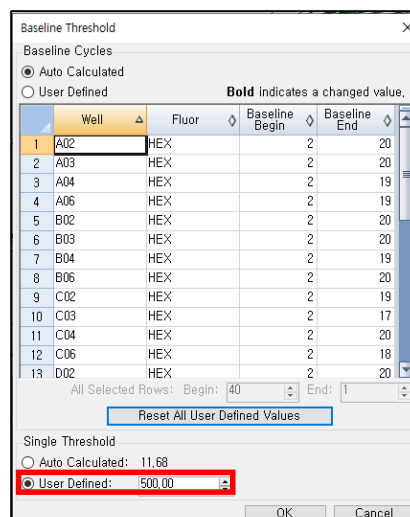 Baseline Threshold
Baseline Cycles
Auto Calculated
User Defined Bold indicates a changed value,
Well Fluor Baseline Begin Baseline End
1 A02 HEX 2 20
2 A03 HEX 2 20
3 A04 HEX 2 19
4 A06 HEX 2 19
5 B02 HEX 2 20
6 B03 HEX 2 20
7 B04 HEX 2 19
8 B06 HEX 2 20
9 C02 HEX 2 19
10 C03 HEX 2 17
11 C04 HEX 2 20
12 C06 HEX 2 18
13 D02 HEX 2 20
All Selected Rows: Begin: 40 End: 1
Reset All User Defined Values
Single Threshold
Auto Calculated: 11,68
User Defined: 500,00
OK Cancel